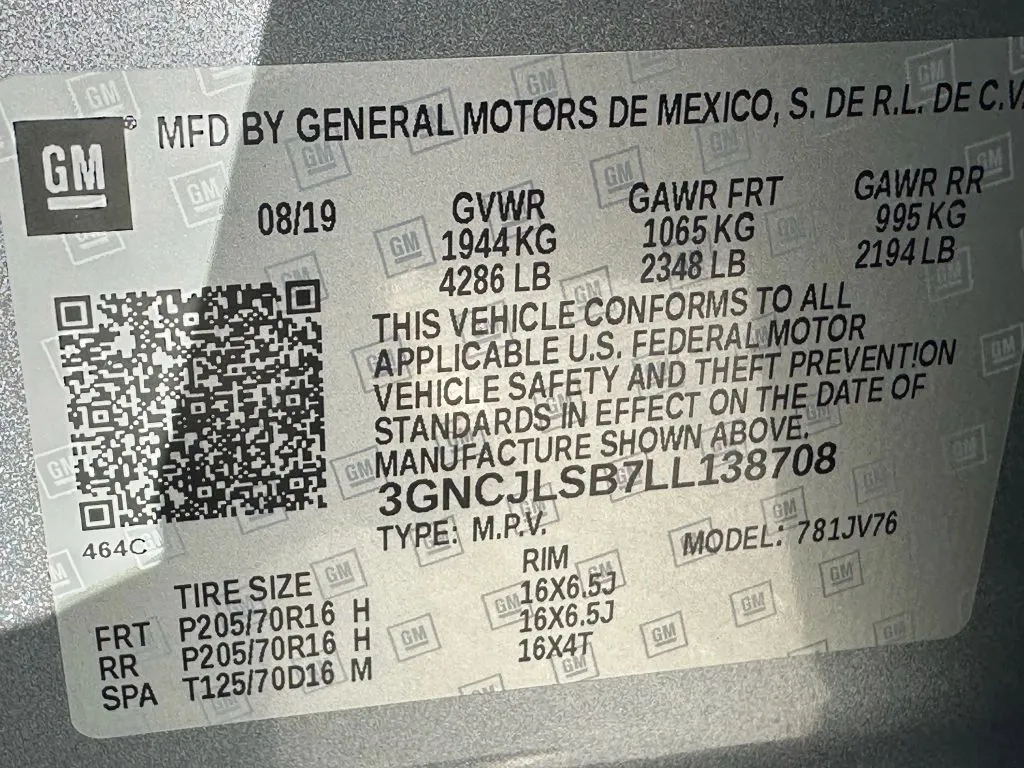 GM
MFD BY GENERAL MOTORS DE MEXICO, S. DE R.L. DE C.V.
08/19 GVWR GAWR FRT GAWR RR
1944 KG 1065 KG 995 KG
4286 LB 2348 LB 2194 LB
THIS VEHICLE CONFORMS TO ALL
APPLICABLE U.S. FEDERAL MOTOR
VEHICLE SAFETY AND THEFT PREVENTION
STANDARDS IN EFFECT ON THE DATE OF
MANUFACTURE SHOWN ABOVE.
3GNCJLSB7LL138708
464C
TYPE: M.P.V. MODEL: 781JV76
TIRE SIZE RIM
FRT P205/70R16 H 16X6.5J
RR P205/70R16 H 16X6.5J
SPA T125/70D16 M 16X4T